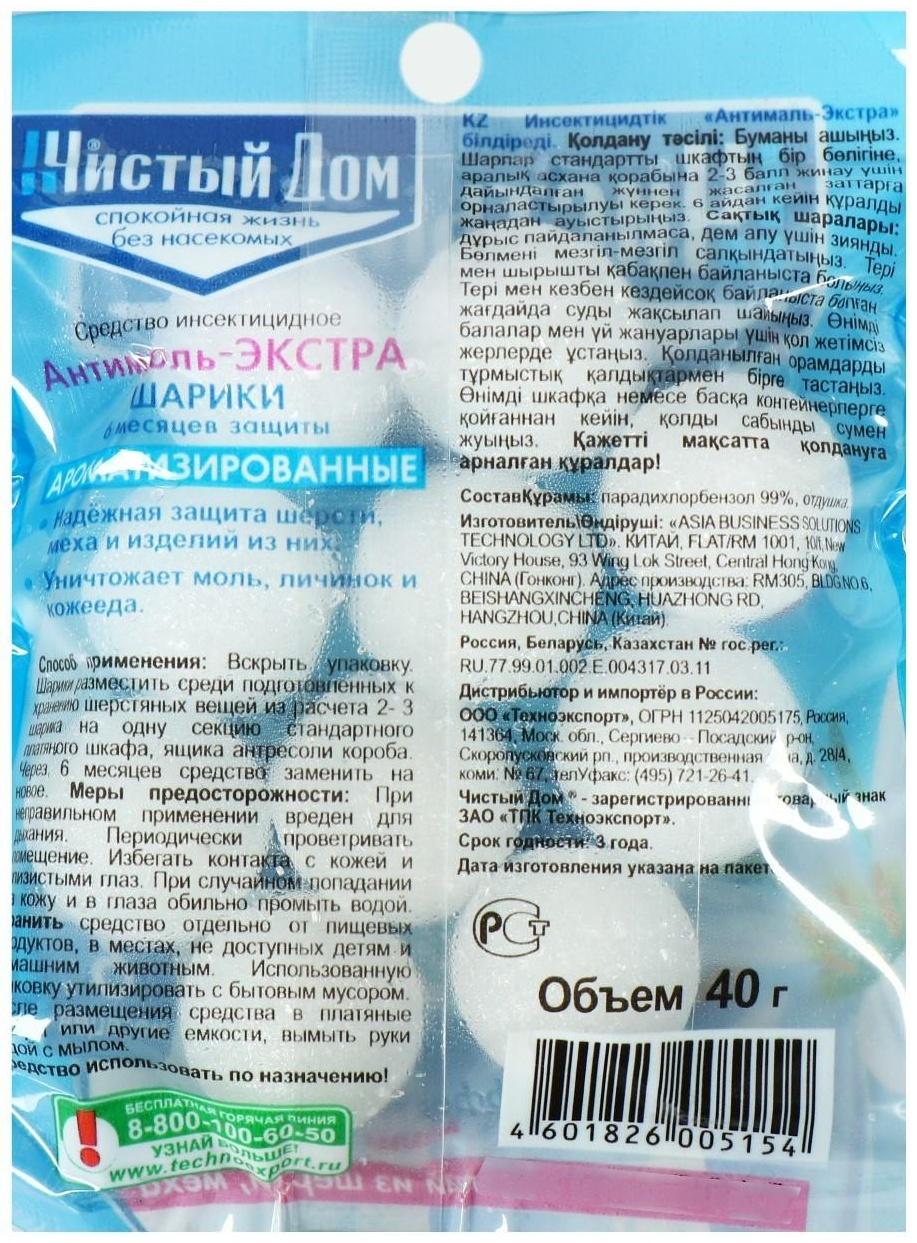 Чистый Дом
®
спокойная жизнь
без насекомых
Средство инсектицидное
Антимоль-ЭКСТРА
ШАРИКИ
6 месяцев защиты
АРОМАТИЗИРОВАННЫЕ
• Надёжная защита шерсти,
меха и изделий из них.
• Уничтожает моль, личинок и
кожееда.
Способ применения: Вскрыть упаковку.
Шарики разместить среди подготовленных к
хранению шерстяных вещей из расчета 2- 3
шарика на одну секцию стандартного
платяного шкафа, ящика антресоли короба.
Через 6 месяцев средство заменить на
новое. Меры предосторожности: При
неправильном применении вреден для
дыхания. Периодически проветривать
помещение. Избегать контакта с кожей и
слизистыми глаз. При случайном попадании
кожу и в глаза обильно промыть водой.
анить средство отдельно от пищевых
одуктов, в местах, не доступных детям и
машним животным. Использованную
ковку утилизировать с бытовым мусором.
сле размещения средства в платяные
или другие емкости, вымыть руки
дой с мылом.
редство использовать по назначению!
БЕСПЛАТНАЯ ГОРЯЧАЯ ЛИНИЯ
8-800-100-60-50
УЗНАЙ БОЛЬШЕ!
www.technoexport.ru
KZ Инсектицидтік «Антималь-Экстра»
білдіреді. Қолдану тәсілі: Буманы ашыңыз.
Шарлар стандартты шкафтың бір бөлігіне,
аралық асхана қорабына 2-3 балл жинау үшін
дайындалған жүннен жасалған заттарға
орналастырылуы керек. 6 айдан кейін құралды
жаңадан ауыстырыңыз. Сақтық шаралары:
дұрыс пайдаланылмаса, дем алу үшін зиянды.
Бөлмені мезгіл-мезгіл салқындатыңыз. Тері
мен шырышты қабақпен байланыста болыңыз.
Тері мен кезбен кездейсоқ байланыста болған
жағдайда суды жақсылап шайыңыз. Өнімді
балалар мен үй жануарлары үшін қол жетімсіз
жерлерде ұстаңыз. Қолданылған орамдарды
тұрмыстық қалдықтармен бірге тастаңыз.
Өнімді шкафқа немесе басқа контейнерлерге
қойғаннан кейін, қолды сабынды сумен
жуыңыз. Қажетті мақсатта қолдануға
арналған құралдар!
СоставҚұрамы: парадихлорбензол 99%, отдушка.
Изготовитель\Өндіруші: «ASIA BUSINESS SOLUTIONS
TECHNOLOGY LTD». КИТАЙ, FLAT/RM 1001, 10/f, New
Victory House, 93 Wing Lok Street, Central Hong Kong,
CHINA (Гонконг). Адрес производства: RM305, BLDG.NO.6,
BEISHANGXINCHENG, HUAZHONG RD,
HANGZHOU,CHINA (Китай)
Россия, Беларусь, Казахстан № гос.рег.:
RU.77.99.01.002.Е.004317.03.11
Дистрибьютор и импортёр в России:
ООО «Техноэкспорт», ОГРН 1125042005175, Россия,
141364, Моск. обл., Сергиево - Посадский р-он,
Скоропусковский рп., производственная на, д. 28/4,
комн. № 67, тел\факс: (495) 721-26-41.
Чистый Дом ® - зарегистрированн товарный знак
ЗАО «ТПК Техноэкспорт».
Срок годности: 3 года.
Дата изготовления указана на пакет
РСТ
Объем 40 г
4 601826 005154